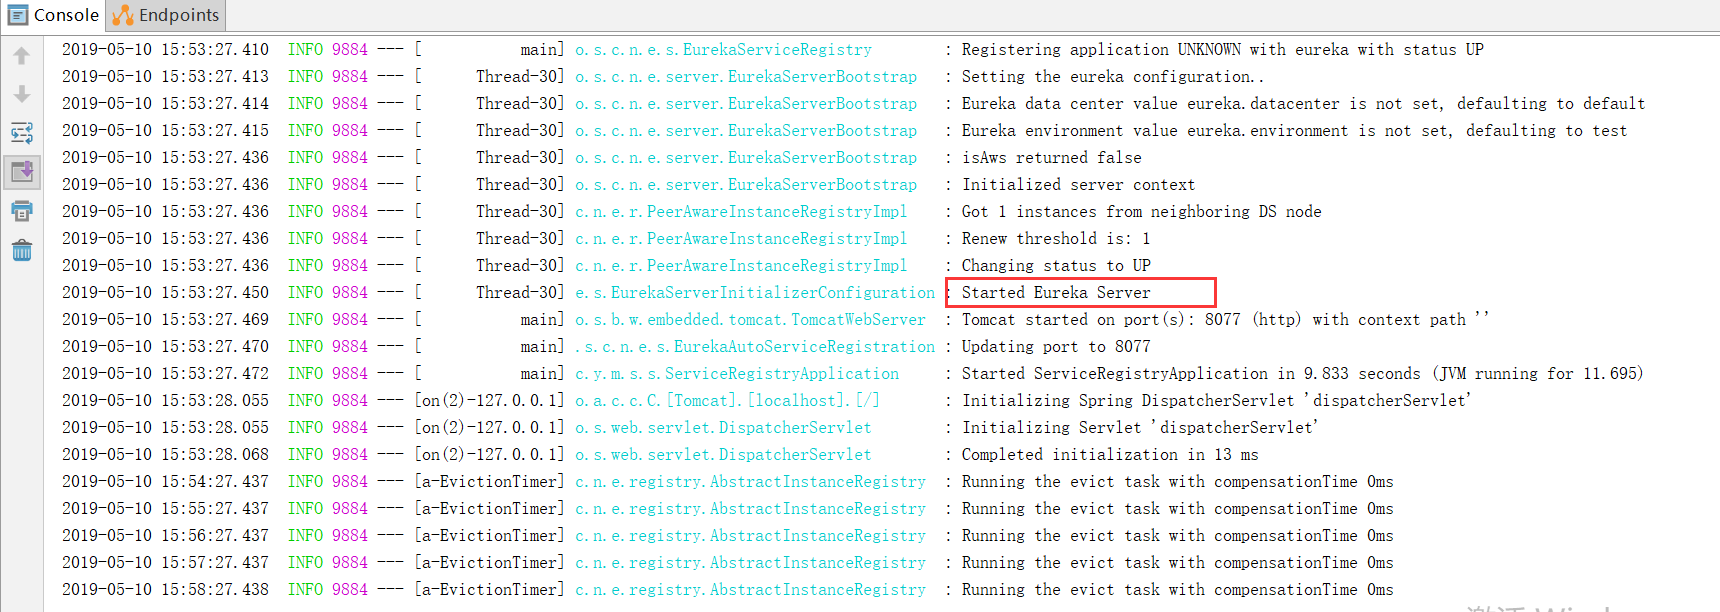 Console Endpoints
2019-05-10 15:53:27.410  INFO 9884 --- [           main] o.s.c.n.e.s.EurekaServiceRegistry        : Registering application UNKNOWN with eureka with status UP
2019-05-10 15:53:27.413  INFO 9884 --- [      Thread-30] o.s.c.n.e.server.EurekaServerBootstrap   : Setting the eureka configuration..
2019-05-10 15:53:27.414  INFO 9884 --- [      Thread-30] o.s.c.n.e.server.EurekaServerBootstrap   : Eureka data center value eureka.datacenter is not set, defaulting to default
2019-05-10 15:53:27.415  INFO 9884 --- [      Thread-30] o.s.c.n.e.server.EurekaServerBootstrap   : Eureka environment value eureka.environment is not set, defaulting to test
2019-05-10 15:53:27.436  INFO 9884 --- [      Thread-30] o.s.c.n.e.server.EurekaServerBootstrap   : isAws returned false
2019-05-10 15:53:27.436  INFO 9884 --- [      Thread-30] o.s.c.n.e.server.EurekaServerBootstrap   : Initialized server context
2019-05-10 15:53:27.436  INFO 9884 --- [      Thread-30] c.n.e.r.PeerAwareInstanceRegistryImpl    : Got 1 instances from neighboring DS node
2019-05-10 15:53:27.436  INFO 9884 --- [      Thread-30] c.n.e.r.PeerAwareInstanceRegistryImpl    : Renew threshold is: 1
2019-05-10 15:53:27.436  INFO 9884 --- [      Thread-30] c.n.e.r.PeerAwareInstanceRegistryImpl    : Changing status to UP
2019-05-10 15:53:27.450  INFO 9884 --- [      Thread-30] e.s.EurekaServerInitializerConfiguration : Started Eureka Server
2019-05-10 15:53:27.469  INFO 9884 --- [           main] o.s.b.w.embedded.tomcat.TomcatWebServer  : Tomcat started on port(s): 8077 (http) with context path ''
2019-05-10 15:53:27.470  INFO 9884 --- [           main] .s.c.n.e.s.EurekaAutoServiceRegistration : Updating port to 8077
2019-05-10 15:53:27.472  INFO 9884 --- [           main] c.y.m.s.s.ServiceRegistryApplication     : Started ServiceRegistryApplication in 9.833 seconds (JVM running for 11.695)
2019-05-10 15:53:28.055  INFO 9884 --- [on(2)-127.0.0.1] o.a.c.c.C.[Tomcat].[localhost].[/]       : Initializing Spring DispatcherServlet 'dispatcherServlet'
2019-05-10 15:53:28.055  INFO 9884 --- [on(2)-127.0.0.1] o.s.web.servlet.DispatcherServlet        : Initializing Servlet 'dispatcherServlet'
2019-05-10 15:53:28.068  INFO 9884 --- [on(2)-127.0.0.1] o.s.web.servlet.DispatcherServlet        : Completed initialization in 13 ms
2019-05-10 15:54:27.437  INFO 9884 --- [a-EvictionTimer] c.n.e.registry.AbstractInstanceRegistry  : Running the evict task with compensationTime 0ms
2019-05-10 15:55:27.437  INFO 9884 --- [a-EvictionTimer] c.n.e.registry.AbstractInstanceRegistry  : Running the evict task with compensationTime 0ms
2019-05-10 15:56:27.437  INFO 9884 --- [a-EvictionTimer] c.n.e.registry.AbstractInstanceRegistry  : Running the evict task with compensationTime 0ms
2019-05-10 15:57:27.437  INFO 9884 --- [a-EvictionTimer] c.n.e.registry.AbstractInstanceRegistry  : Running the evict task with compensationTime 0ms
2019-05-10 15:58:27.438  INFO 9884 --- [a-EvictionTimer] c.n.e.registry.AbstractInstanceRegistry  : Running the evict task with compensationTime 0ms